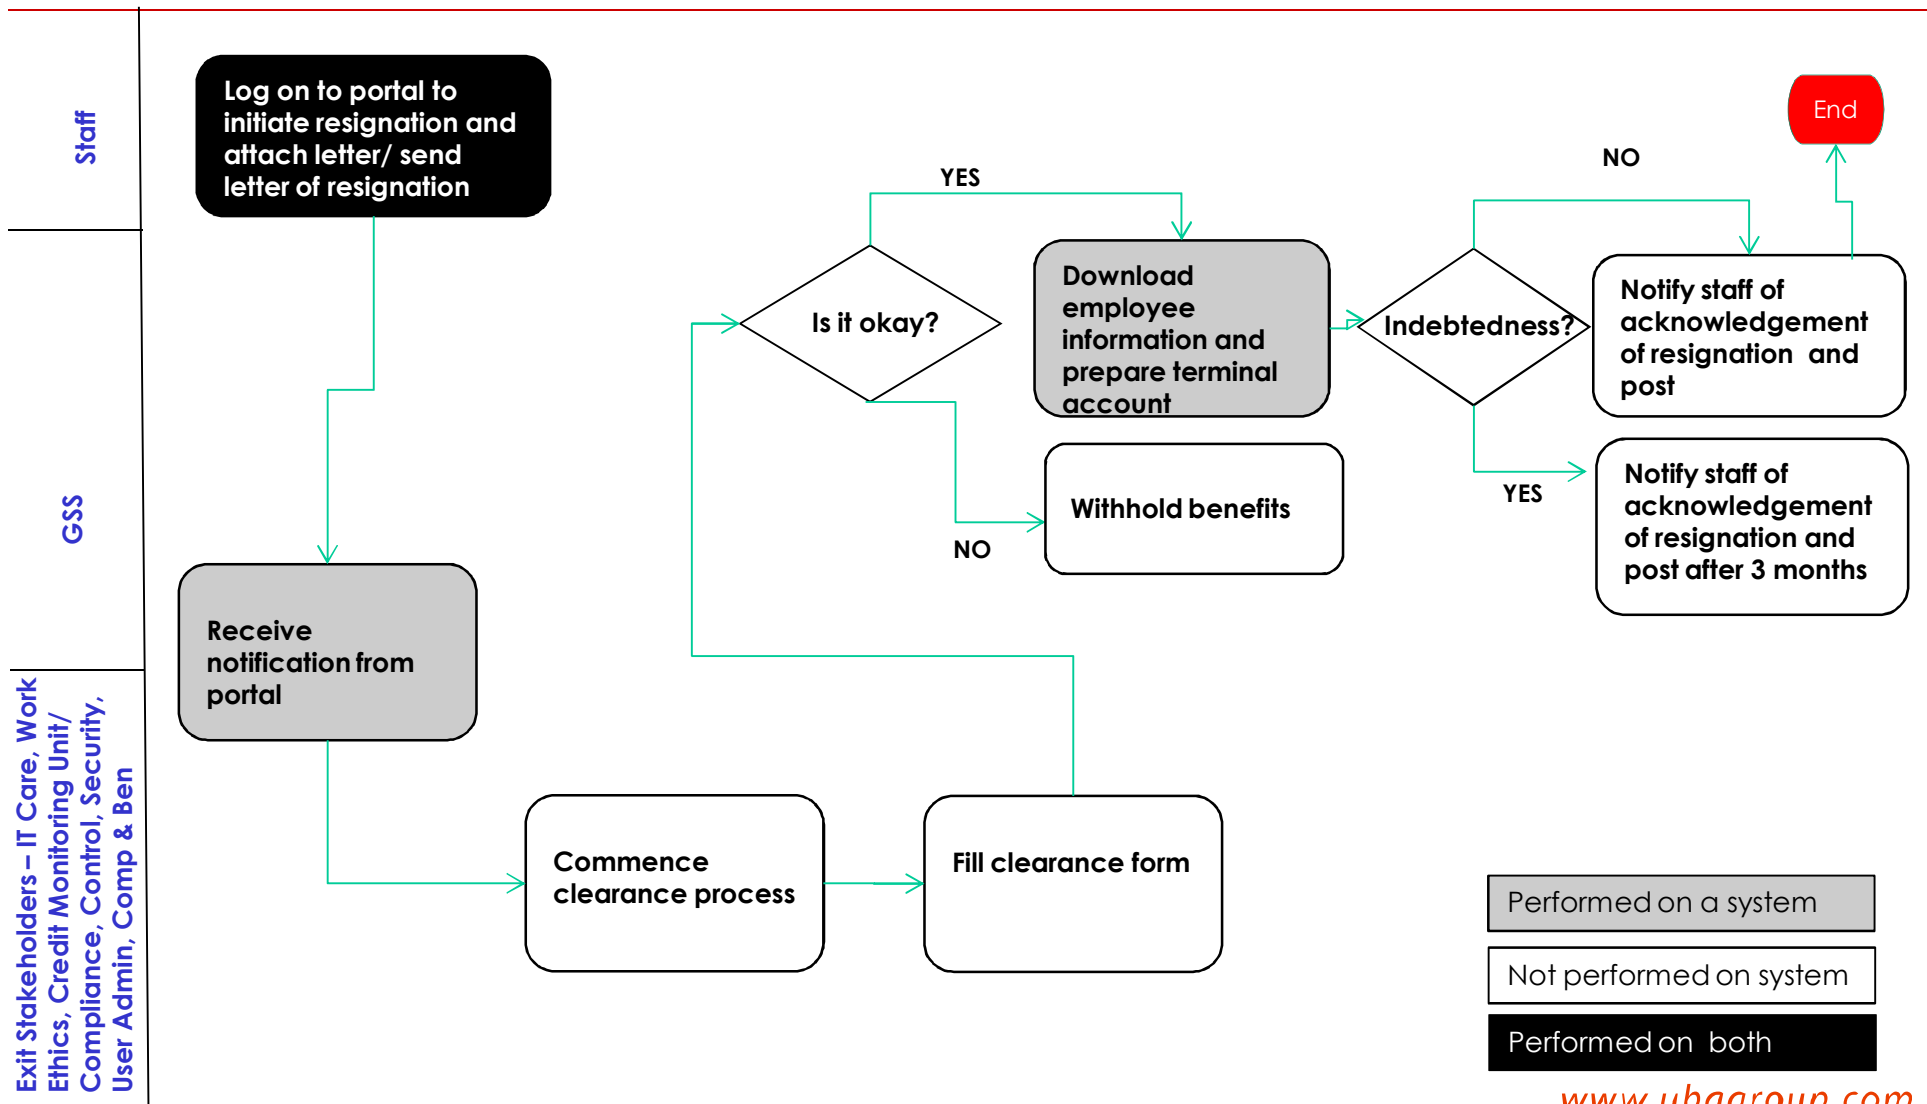 Staff
GSS
Exit Stakeholders – IT Care, Work
Ethics, Credit Monitoring Unit/
Compliance, Control, Security,
User Admin, Comp & Ben
Log on to portal to
initiate resignation and
attach letter/ send
letter of resignation
Receive
notification from
portal
Commence
clearance process
Fill clearance form
Is it okay?
YES
NO
Download
employee
information and
prepare terminal
account
Withhold benefits
Indebtedness?
NO
YES
Notify staff of
acknowledgement
of resignation and
post
Notify staff of
acknowledgement
of resignation and
post after 3 months
End
Performed on a system
Not performed on system
Performed on both
www.ubagroup.com